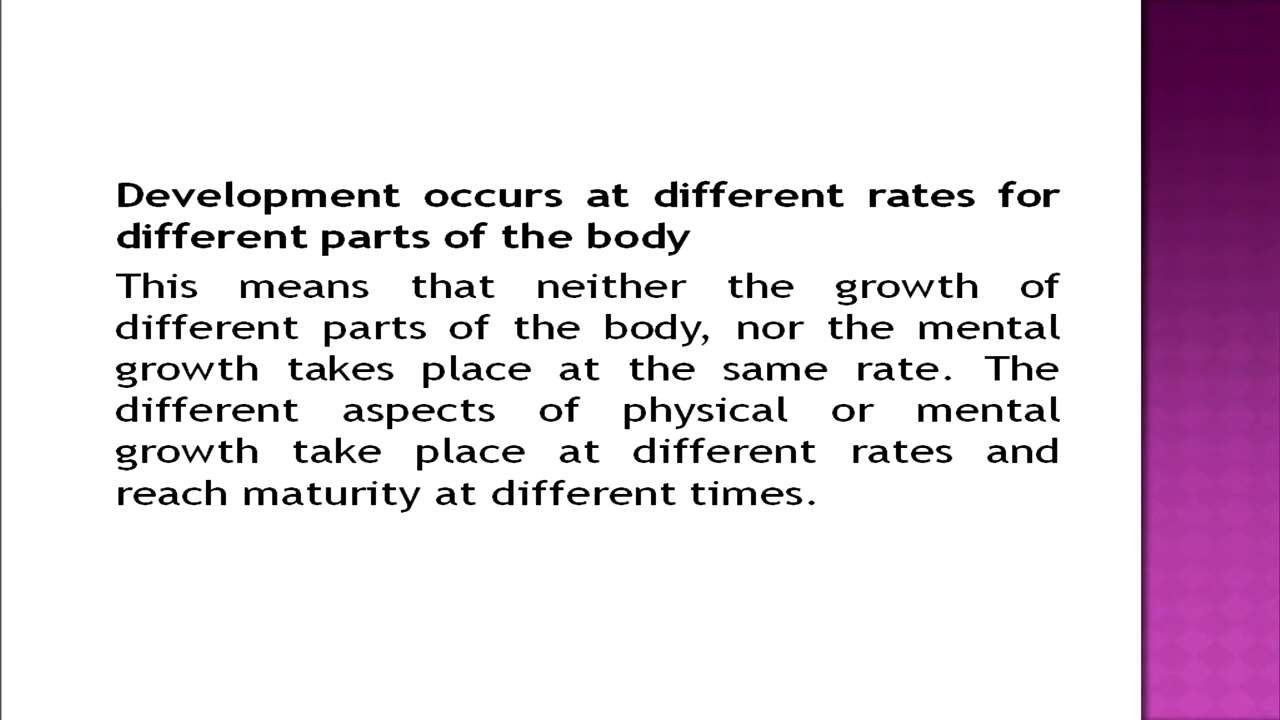 Development occurs at different rates for
different parts of the body
This means that neither the growth of
different parts of the body, nor the mental
growth takes place at the same rate. The
different aspects of physical or mental
growth take place at different rates and
reach maturity at different times.